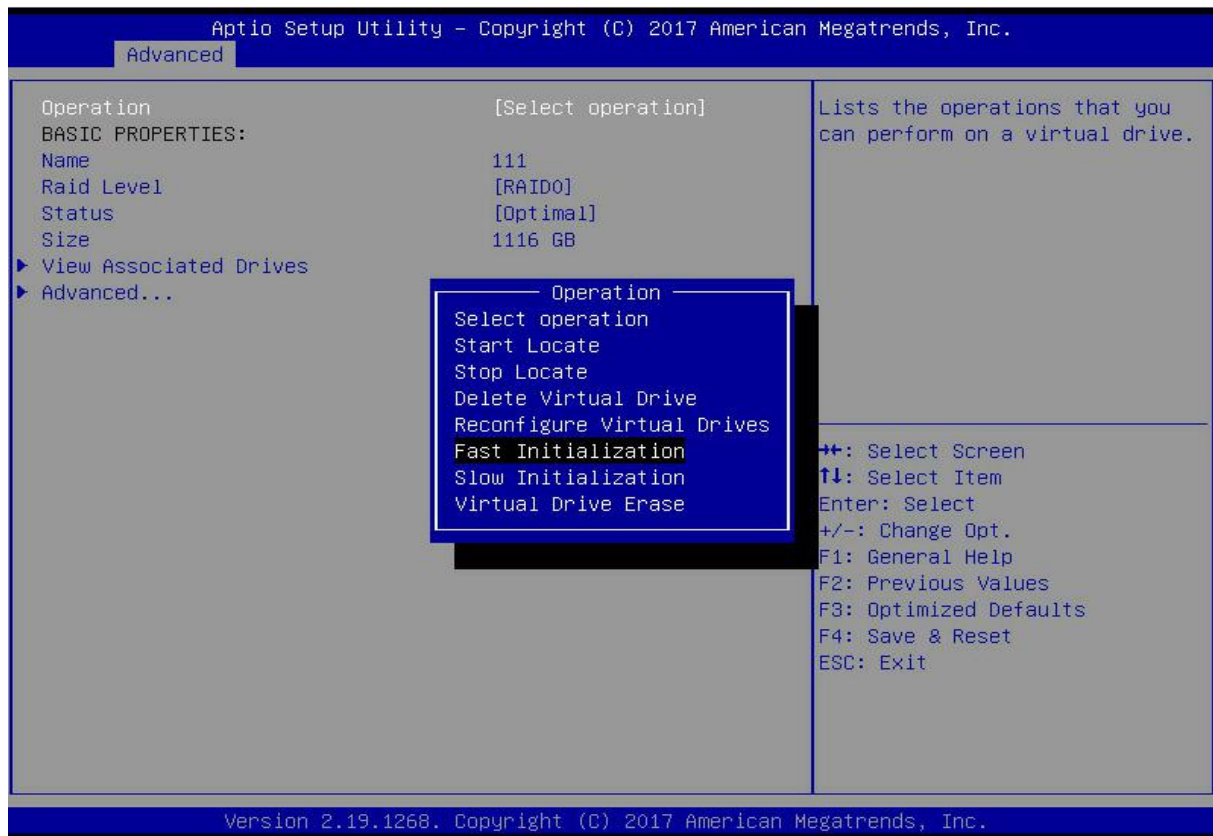 Aptio Setup Utility – Copyright (C) 2017 American Megatrends, Inc.
Advanced
Operation [Select operation]
BASIC PROPERTIES:
Name 111
Raid Level [RAID0]
Status [Optimal]
Size 1116 GB
▶ View Associated Drives
▶ Advanced...
Operation
Select operation
Start Locate
Stop Locate
Delete Virtual Drive
Reconfigure Virtual Drives
Fast Initialization
Slow Initialization
Virtual Drive Erase
Lists the operations that you
can perform on a virtual drive.
→←: Select Screen
↑↓: Select Item
Enter: Select
+/-: Change Opt.
F1: General Help
F2: Previous Values
F3: Optimized Defaults
F4: Save & Reset
ESC: Exit
Version 2.19.1268. Copyright (C) 2017 American Megatrends, Inc.